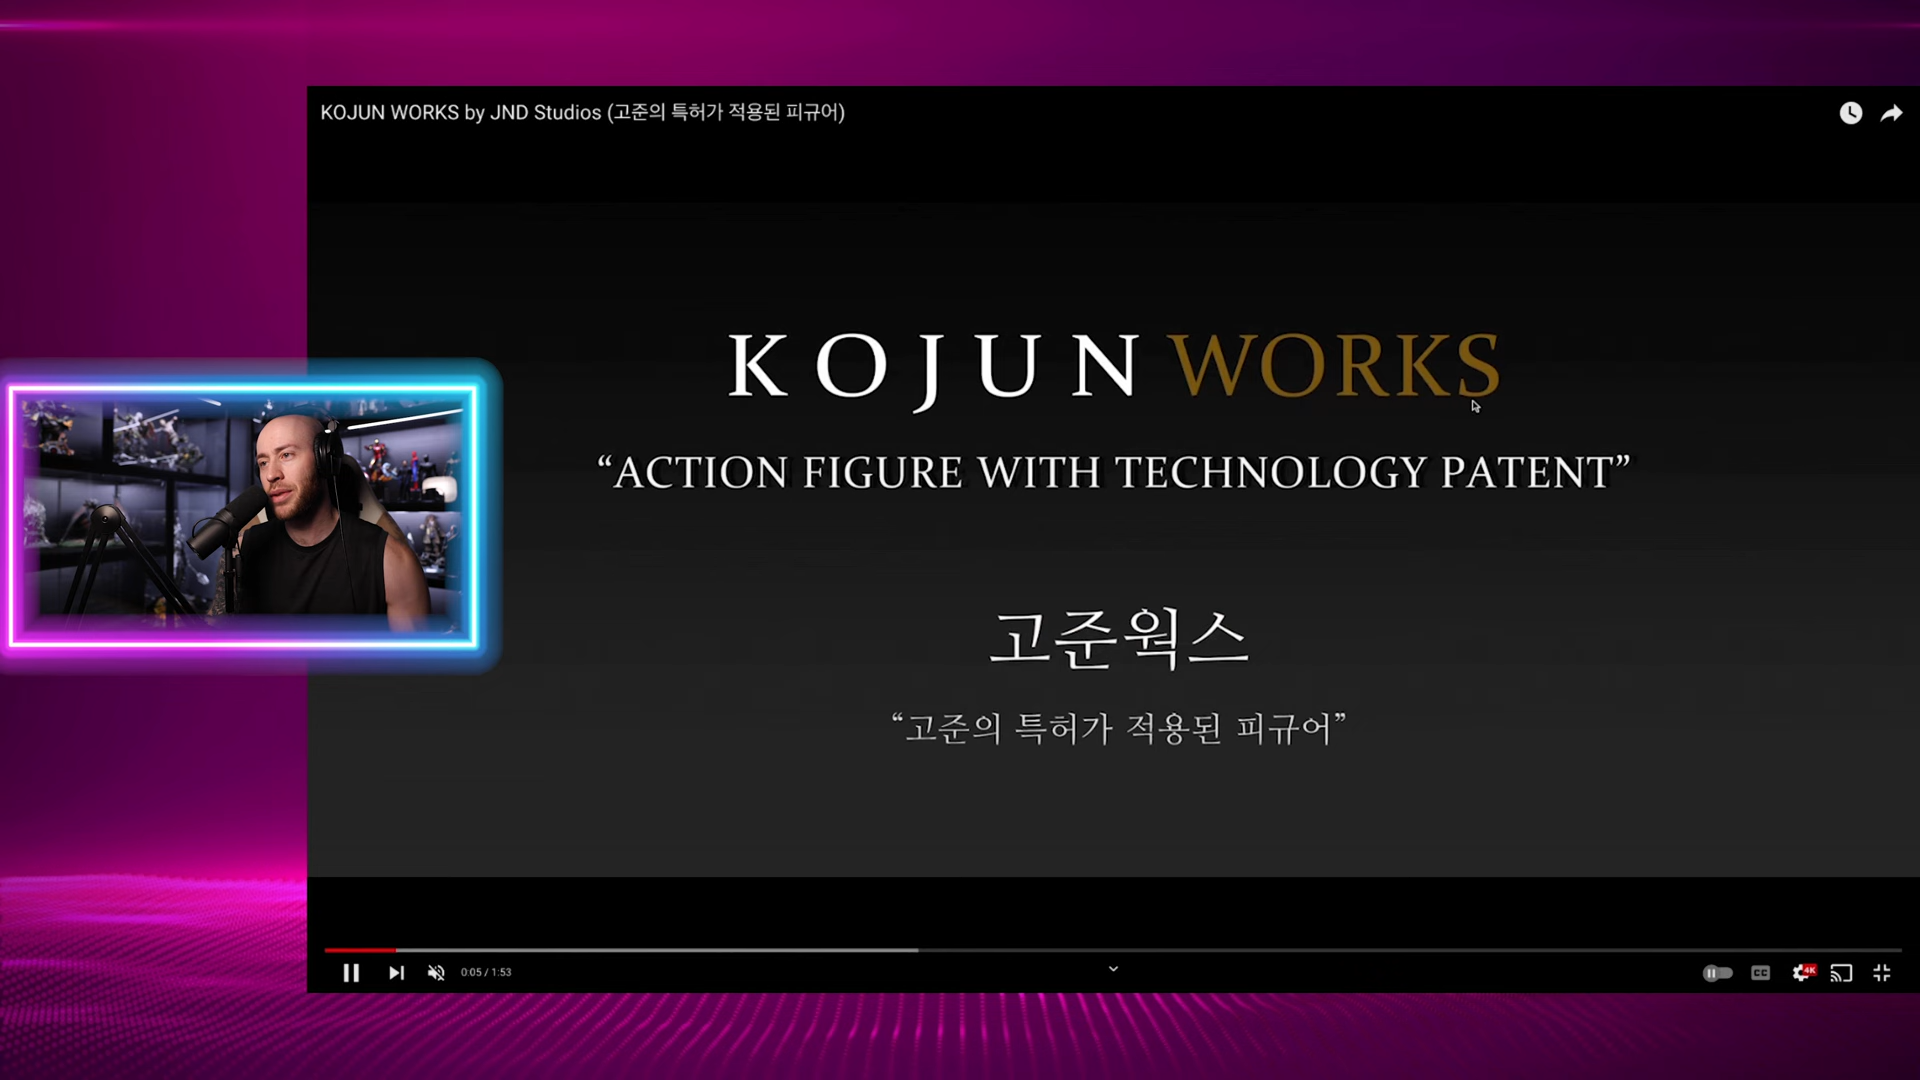 KOJUN WORKS by JND Studios (고준의 특허가 적용된 피규어)
KOJUN WORKS
“ACTION FIGURE WITH TECHNOLOGY PATENT”
고준웍스
“고준의 특허가 적용된 피규어”
0:05 / 1:53
CC
4K